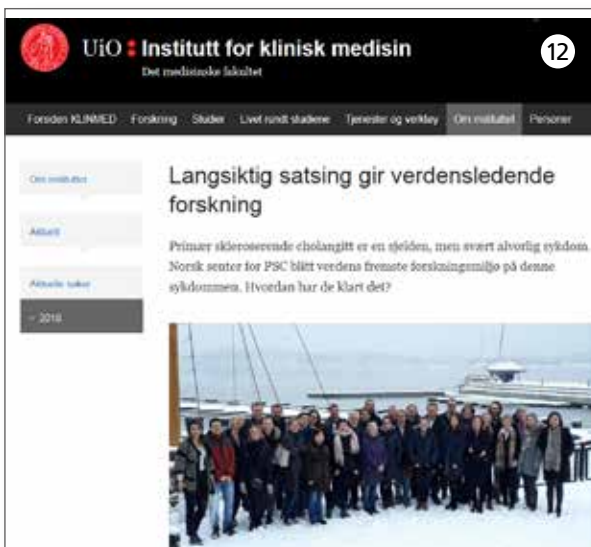 UiO : Institutt for klinisk medisin
12
Det medisinske fakultet
Forsiden KLINMED Forskning Studier Livet rundt studiene Tjenester og verktøy Om instituttet Personer
Om instituttet
Aktuelt
Aktuelle saker
- 2018
Langsiktig satsing gir verdensledende
forskning
Primær skleroserende cholangitt er en sjelden, men svært alvorlig sykdom.
Norsk senter for PSC blitt verdens fremste forskningsmiljø på denne
sykdommen. Hvordan har de klart det?